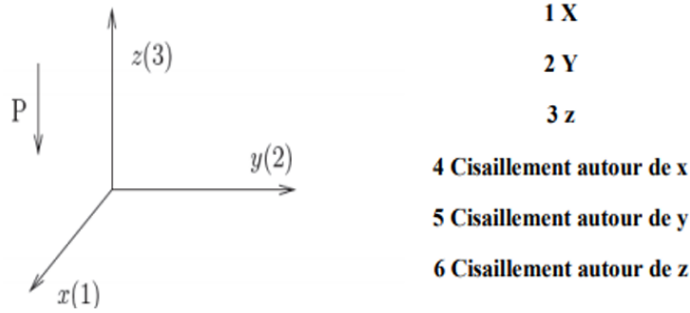 z(3)
P
y(2)
x(1)
1 X
2 Y
3 z
4 Cisaillement autour de x
5 Cisaillement autour de y
6 Cisaillement autour de z